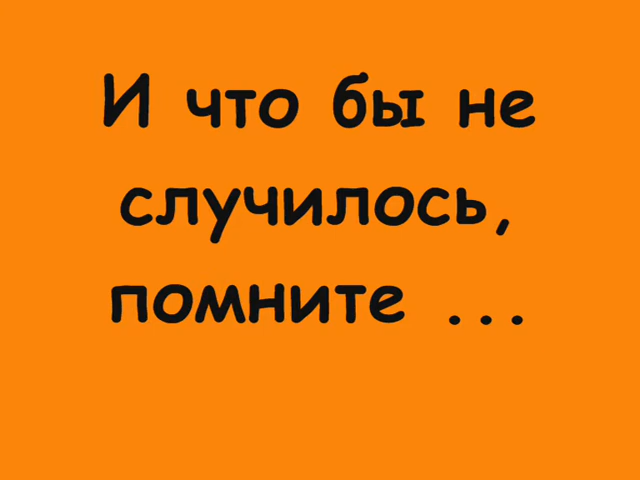 И что бы не
случилось,
помните ...